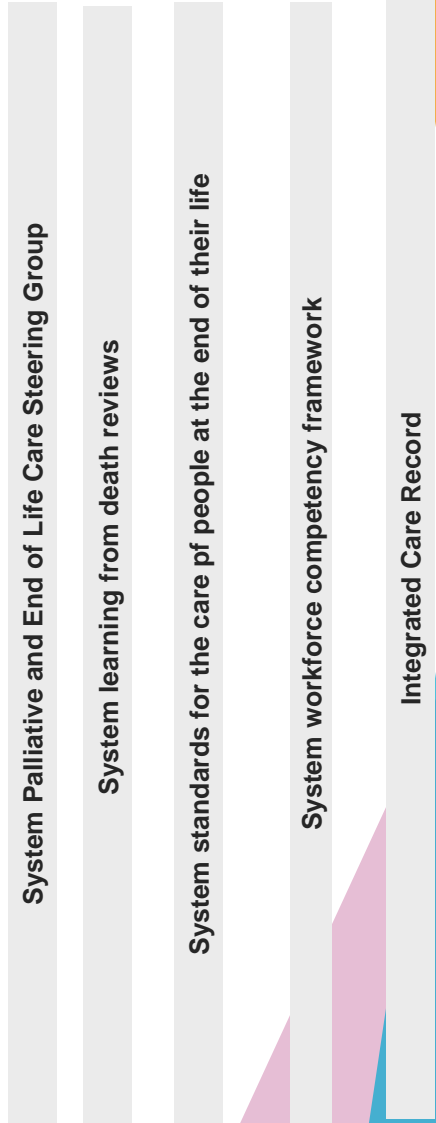 System Palliative and End of Life Care Steering Group
System learning from death reviews
System standards for the care pf people at the end of their life
System workforce competency framework
Integrated Care Record